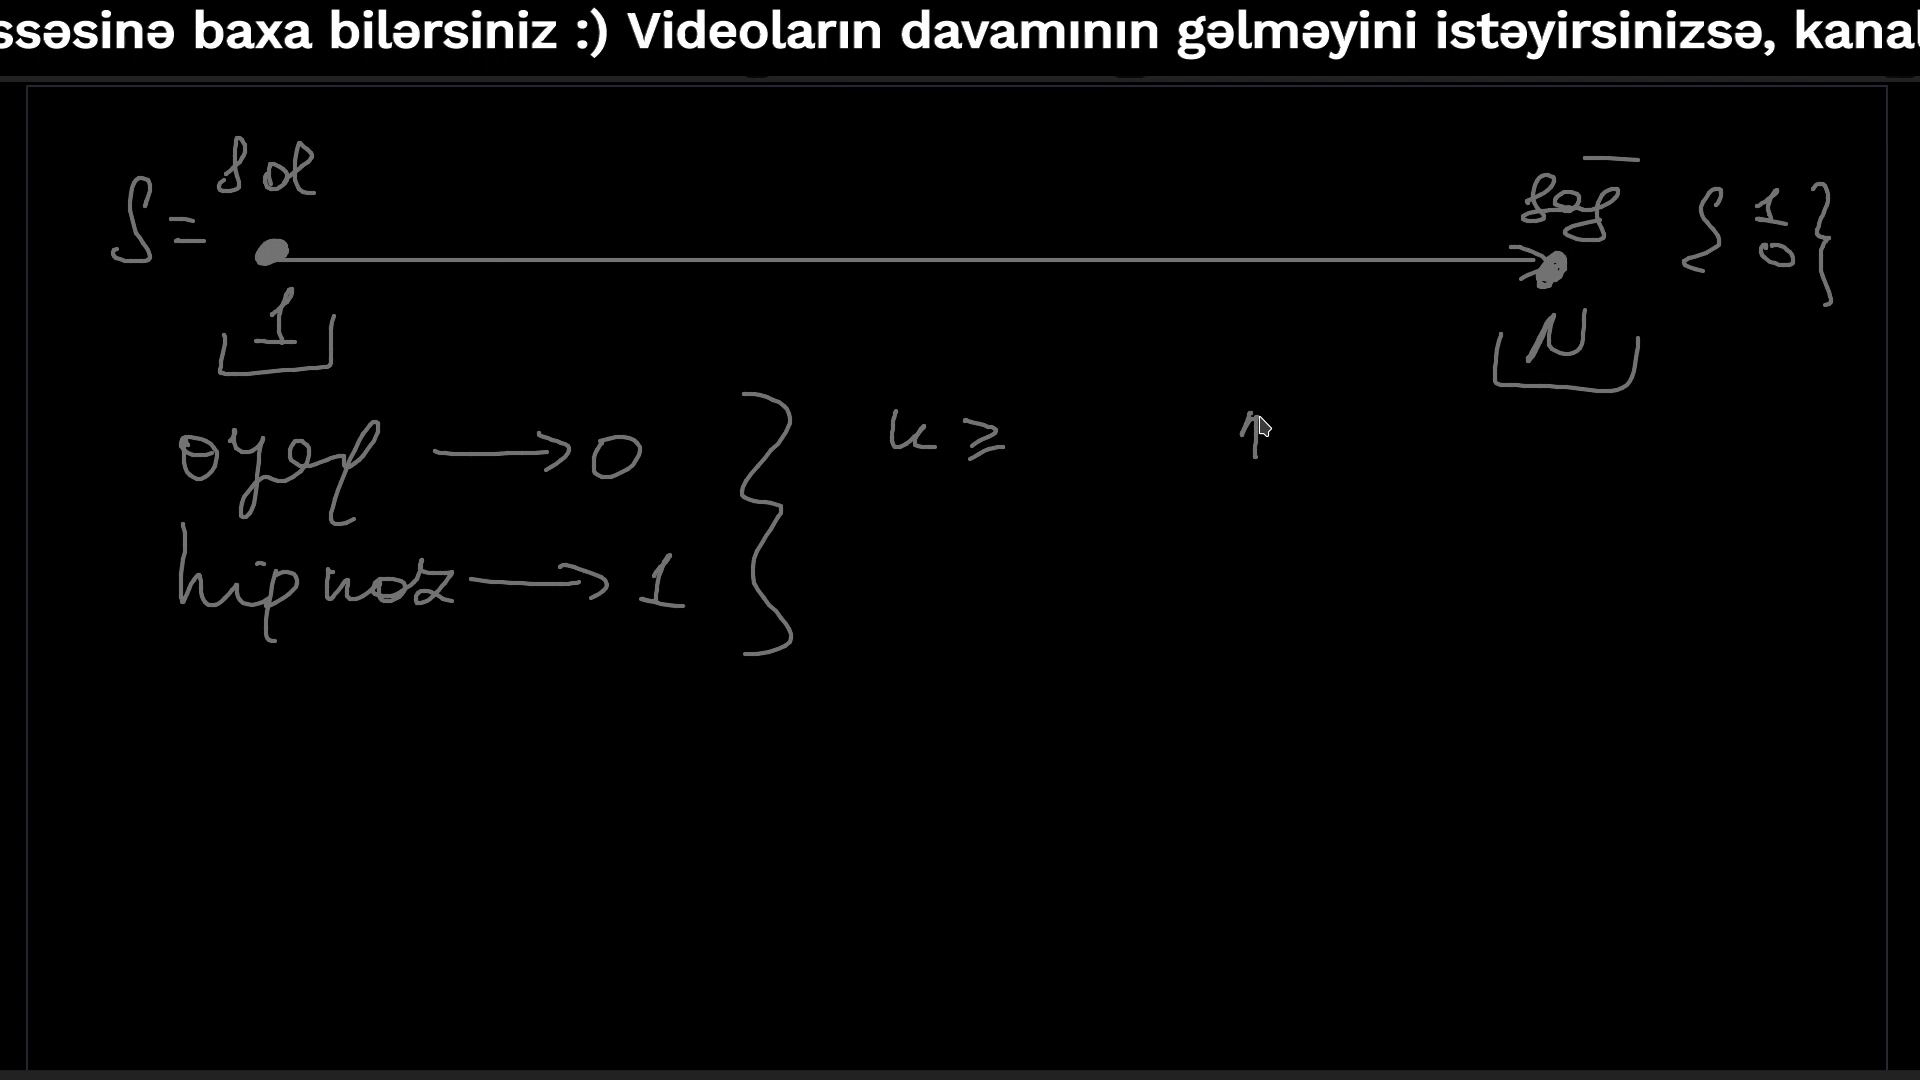 ssəsinə baxa bilərsiniz :) Videoların davamının gəlməyini istəyirsinizsə, kanal
sol
S =
sağ
{ 1 0 }
1
N
oyaq → 0
k ≥
hipnoz → 1